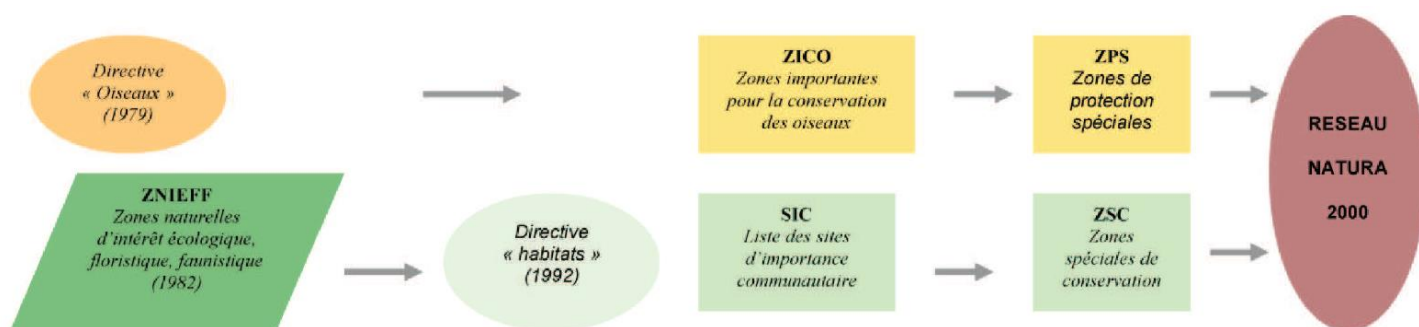 Directive
« Oiseaux »
(1979)
ZICO
Zones importantes
pour la conservation
des oiseaux
ZPS
Zones de
protection
spéciales
ZNIEFF
Zones naturelles
d'intérêt écologique,
floristique, faunistique
(1982)
Directive
« habitats »
(1992)
SIC
Liste des sites
d'importance
communautaire
ZSC
Zones
spéciales de
conservation
RESEAU
NATURA
2000